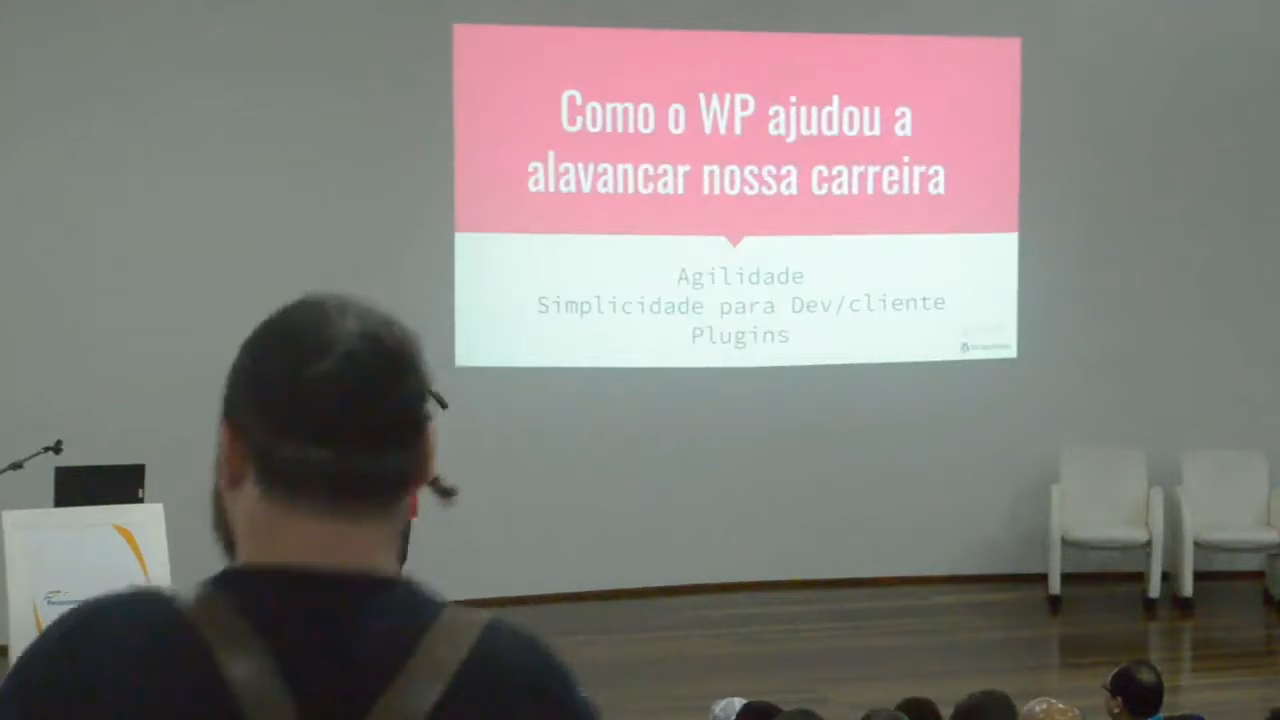 Como o WP ajudou a
alavancar nossa carreira
Agilidade
Simplicidade para Dev/cliente
Plugins